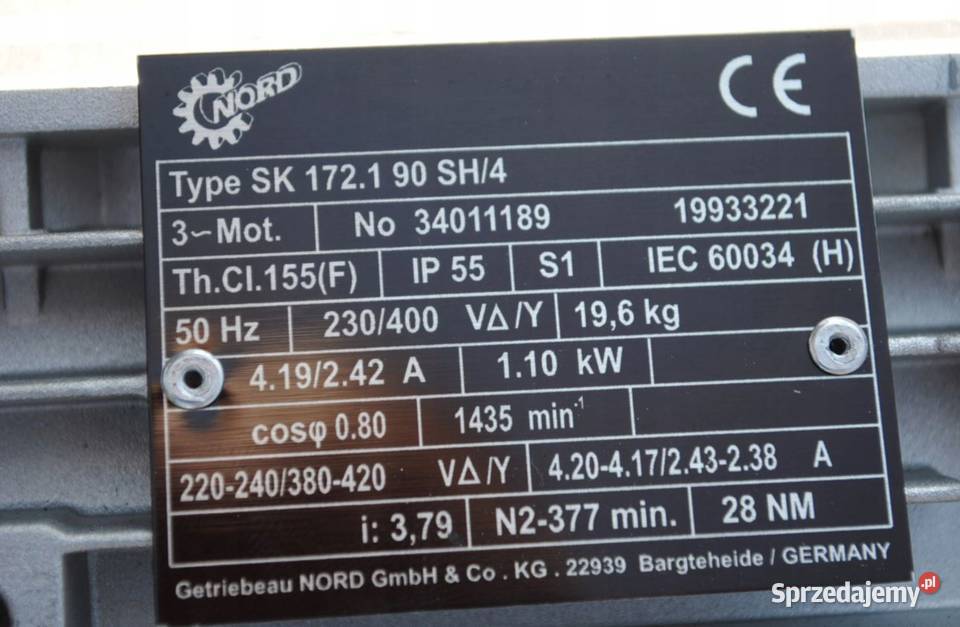 NORD
CE
Type SK 172.1 90 SH/4
3~Mot. No 34011189 19933221
Th.Cl.155(F) IP 55 S1 IEC 60034 (H)
50 Hz 230/400 VΔ/Y 19,6 kg
4.19/2.42 A 1.10 kW
cosφ 0.80 1435 min⁻¹
220-240/380-420 VΔ/Y 4.20-4.17/2.43-2.38 A
i: 3,79 N2-377 min. 28 NM
Getriebeau NORD GmbH & Co . KG . 22939 Bargteheide / GERMANY
Sprzedajemy.pl